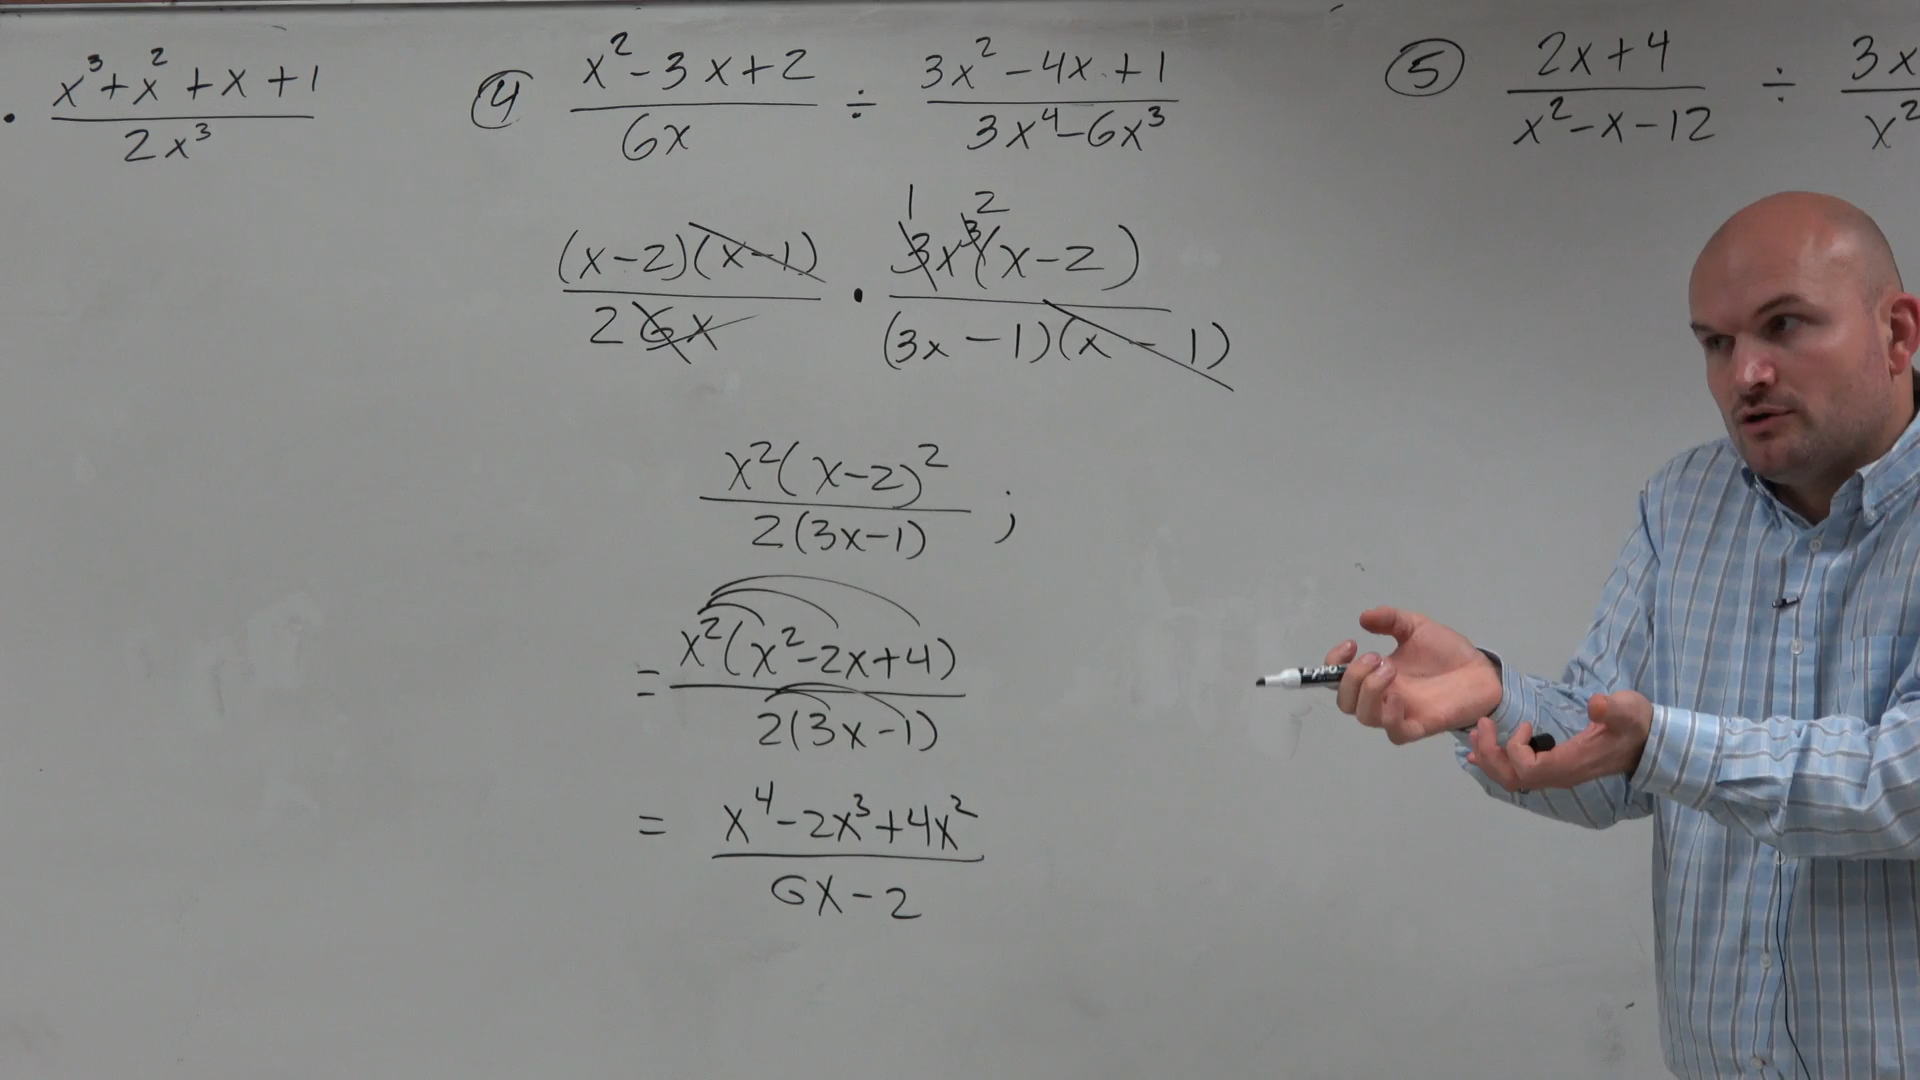 · x³+x²+x+1 / 2x³
④ x²-3x+2 / 6x ÷ 3x²-4x+1 / 3x⁴-6x³
⑤ 2x+4 / x²-x-12 ÷ 3x / x²
1 2
(x-2)(x-1) / 2 6x · 3x³(x-2) / (3x-1)(x-1)
x²(x-2)² / 2(3x-1) ;
= x²(x²-2x+4) / 2(3x-1)
= x⁴-2x³+4x² / 6x-2
EXPO